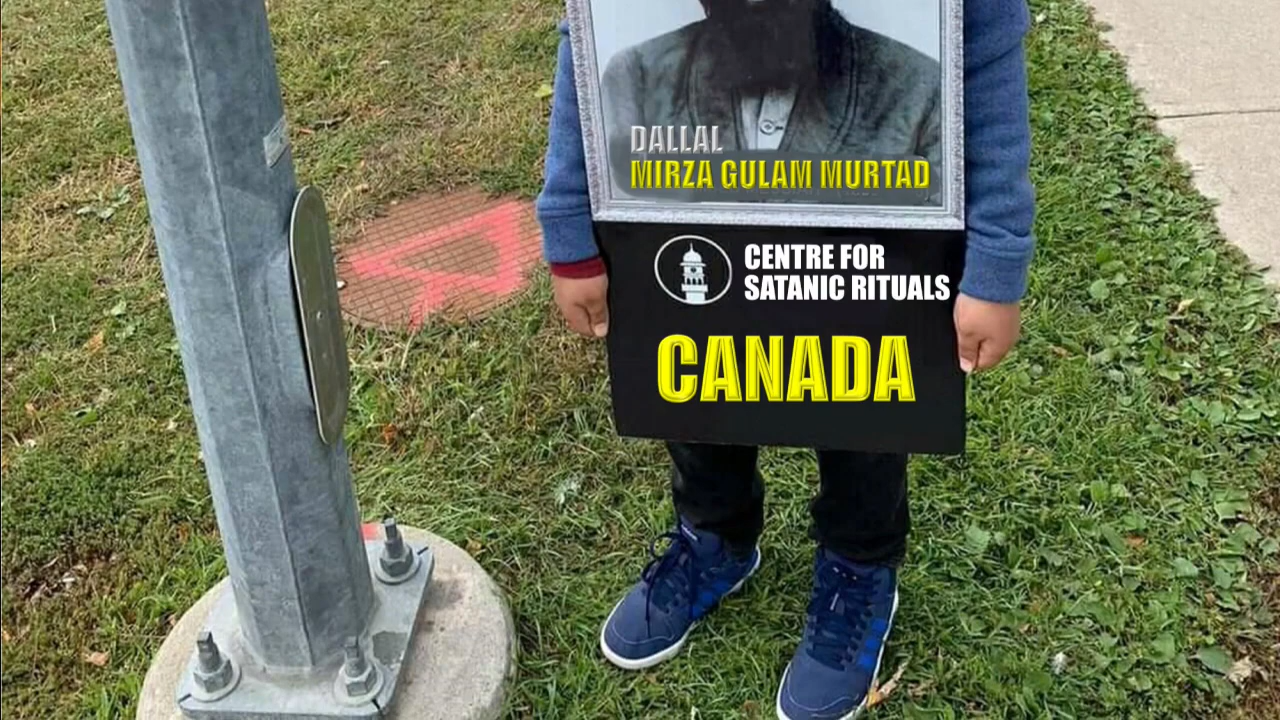 DALLAL
MIRZA GULAM MURTAD
CENTRE FOR
SATANIC RITUALS
CANADA